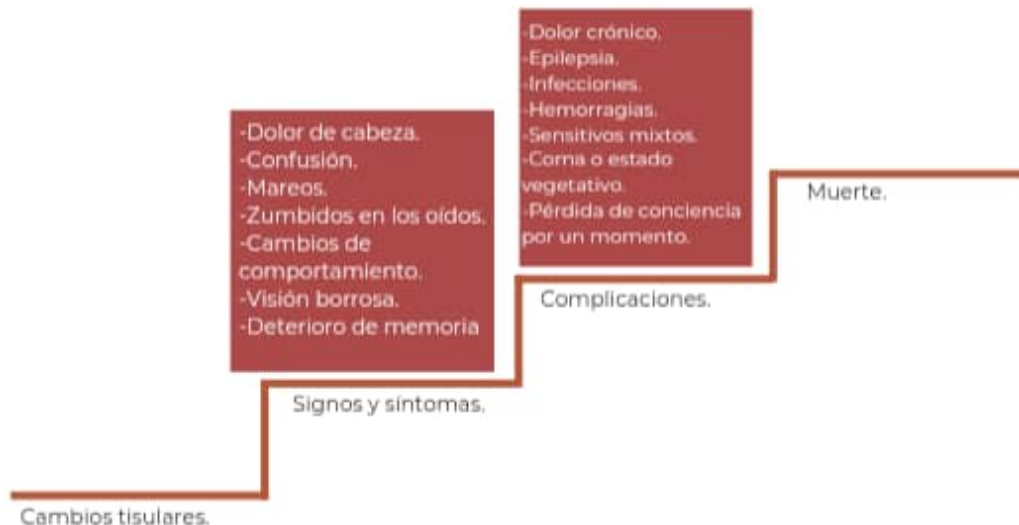 -Dolor crónico.
-Epilepsia.
-Infecciones.
-Hemorragias.
-Sensitivos mixtos.
-Coma o estado
vegetativo.
-Pérdida de conciencia
por un momento.
-Dolor de cabeza.
-Confusión.
-Mareos.
-Zumbidos en los oídos.
-Cambios de
comportamiento.
-Visión borrosa.
-Deterioro de memoria
Muerte.
Complicaciones.
Signos y síntomas.
Cambios tisulares.